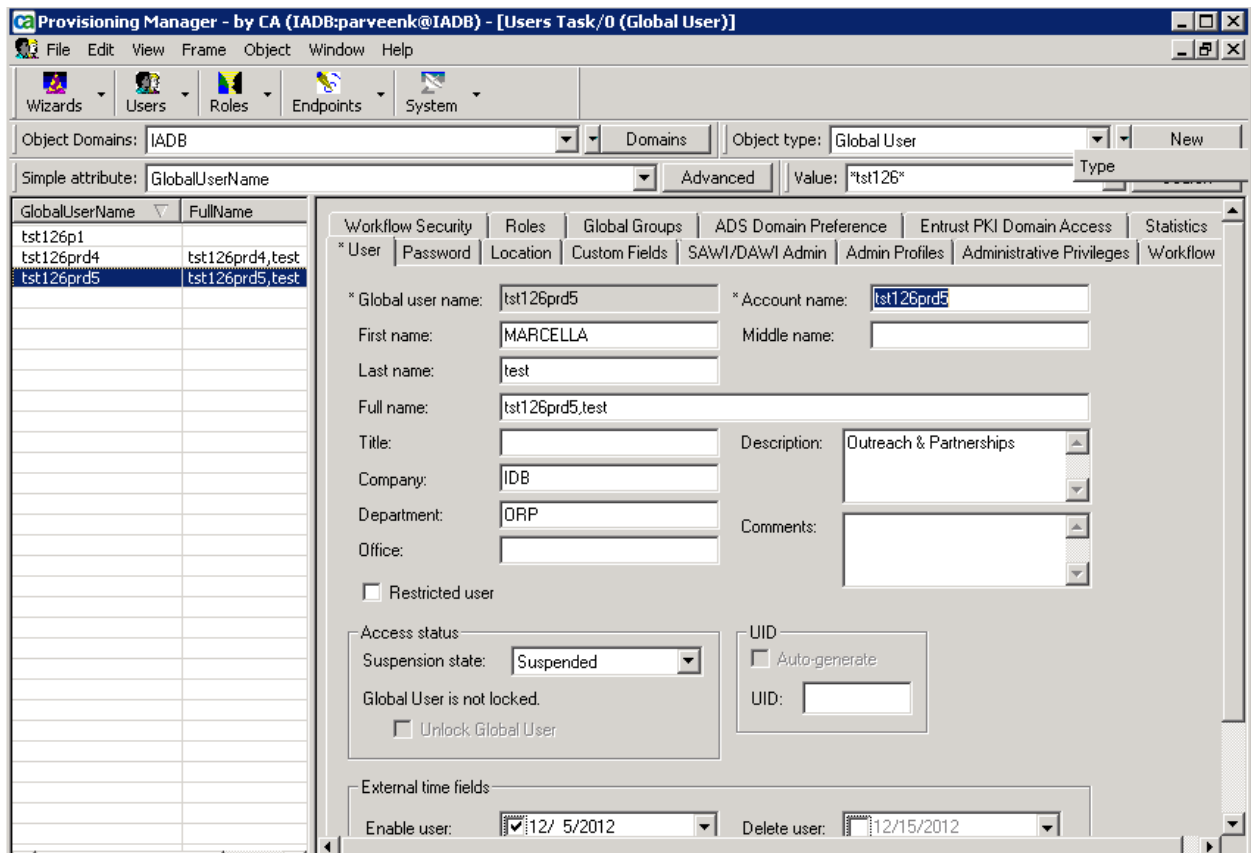 ca Provisioning Manager - by CA (IADB:parveenk@IADB) - [Users Task/0 (Global User)]
File Edit View Frame Object Window Help
Wizards Users Roles Endpoints System
Object Domains: IADB Domains Object type: Global User New
Simple attribute: GlobalUserName Advanced Value: *tst126* Type
GlobalUserName FullName
tst126p1
tst126prd4 tst126prd4,test
tst126prd5 tst126prd5,test
Workflow Security Roles Global Groups ADS Domain Preference Entrust PKI Domain Access Statistics
* User Password Location Custom Fields SAWI/DAWI Admin Admin Profiles Administrative Privileges Workflow
* Global user name: tst126prd5 * Account name: tst126prd5
First name: MARCELLA Middle name:
Last name: test
Full name: tst126prd5,test
Title: Description: Outreach & Partnerships
Company: IDB
Department: ORP Comments:
Office:
Restricted user
Access status UID
Suspension state: Suspended Auto-generate
Global User is not locked. UID:
Unlock Global User
External time fields
Enable user: 12/ 5/2012 Delete user: 12/15/2012